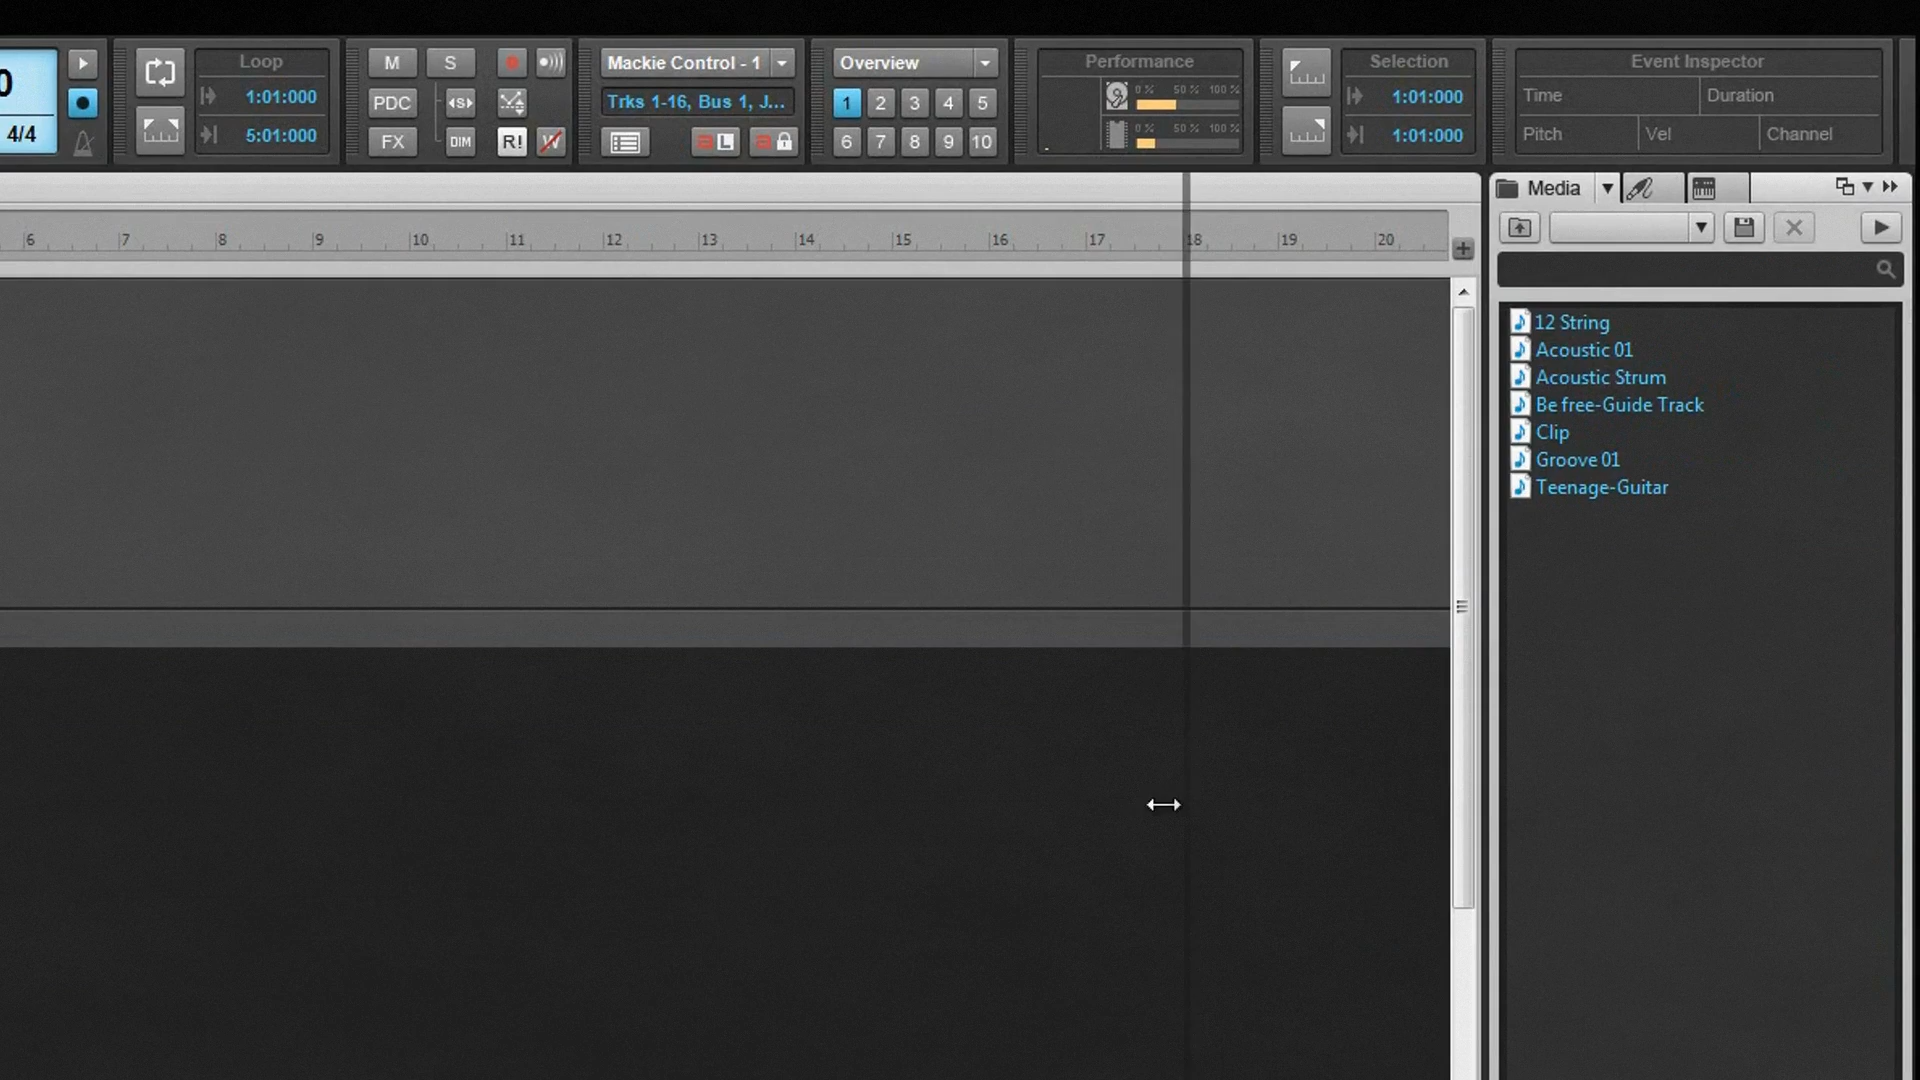 0
4/4
Loop
1:01:000
5:01:000
M S
PDC
FX DIM R! W
Mackie Control - 1
Trks 1-16, Bus 1, J...
Overview
1 2 3 4 5
6 7 8 9 10
Performance
0 % 50 % 100 %
0 % 50 % 100 %
Selection
1:01:000
1:01:000
Event Inspector
Time Duration
Pitch Vel Channel
6 7 8 9 10 11 12 13 14 15 16 17 18 19 20
Media
12 String
Acoustic 01
Acoustic Strum
Be free-Guide Track
Clip
Groove 01
Teenage-Guitar